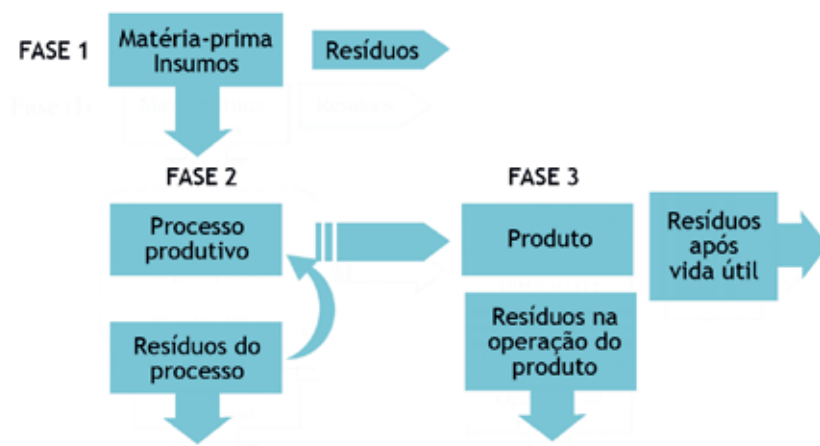 FASE 1
Matéria-prima
Insumos
Resíduos
FASE 2
FASE 3
Processo
produtivo
Produto
Resíduos
após
vida útil
Resíduos do
processo
Resíduos na
operação do
produto